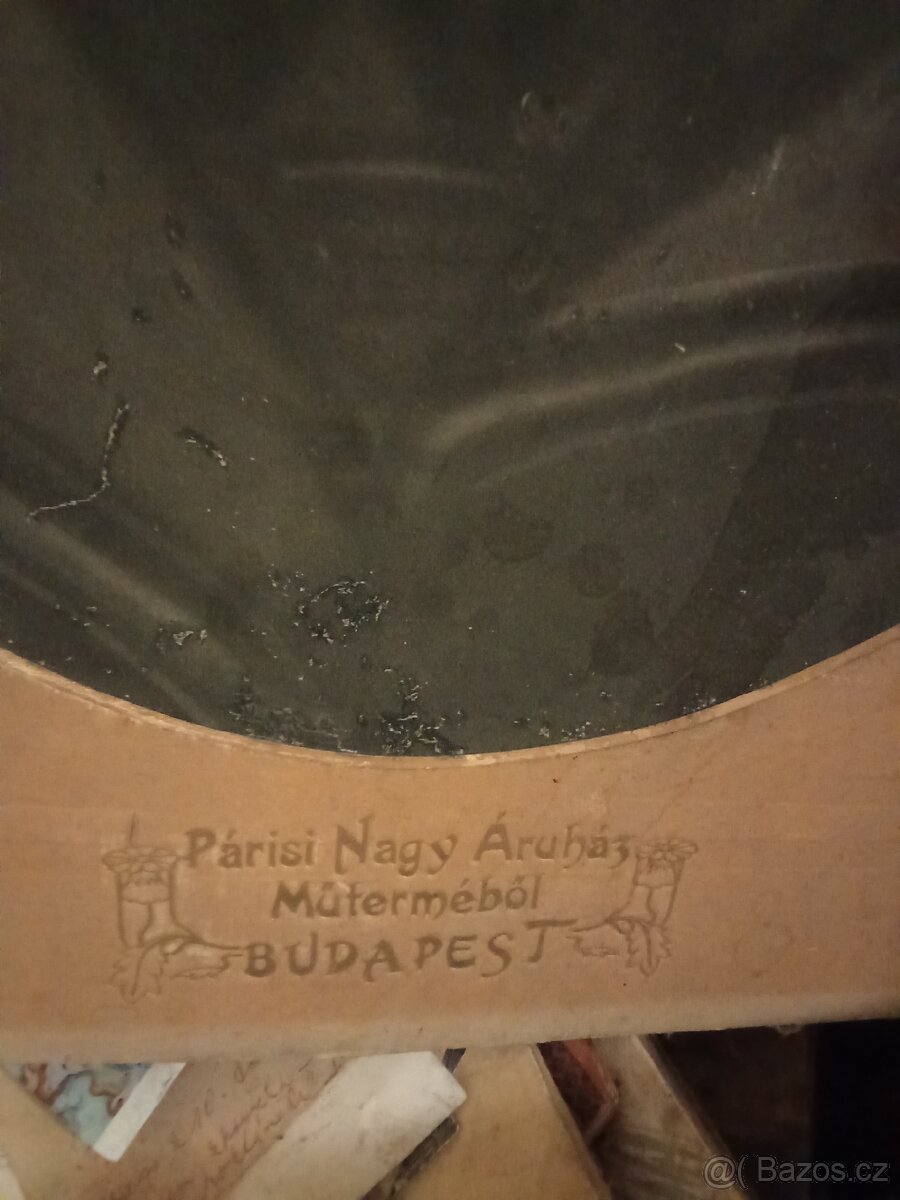 Párisi Nagy Áruház
Műterméből
BUDAPEST
@( Bazos.cz